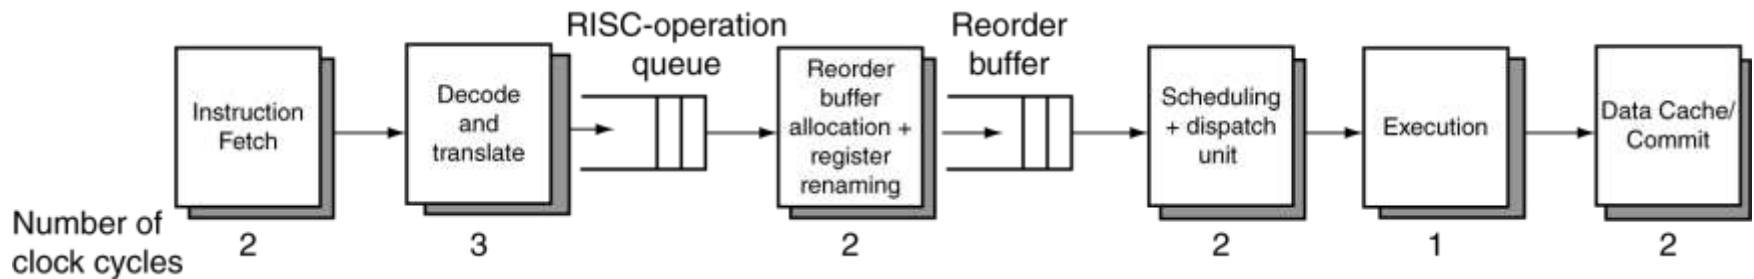 RISC-operation
queue
Reorder
buffer
Instruction
Fetch
Decode
and
translate
Reorder
buffer
allocation +
register
renaming
Scheduling
+ dispatch
unit
Execution
Data Cache/
Commit
Number of
clock cycles
2
3
2
2
1
2